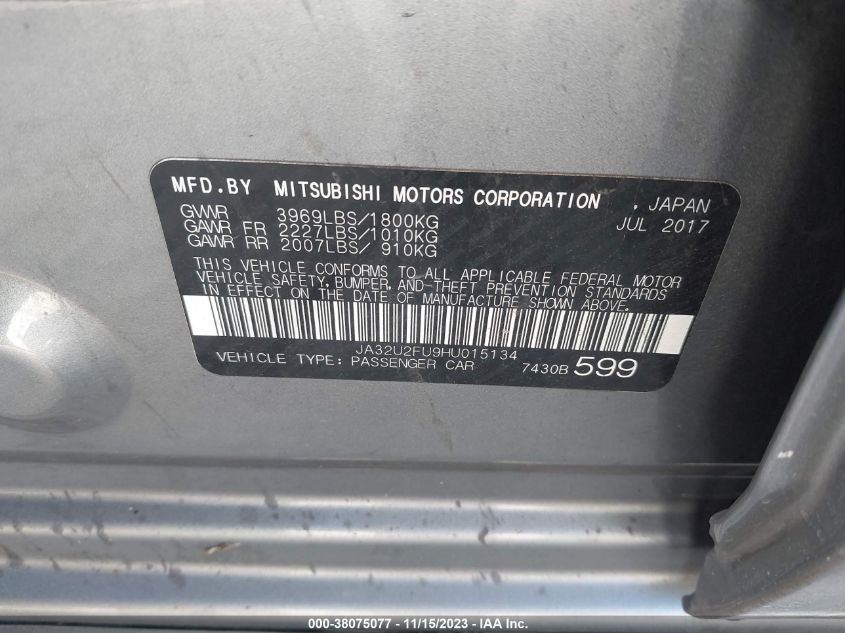 MFD.BY MITSUBISHI MOTORS CORPORATION , JAPAN
GVWR 3969LBS/1800KG JUL 2017
GAWR FR 2227LBS/1010KG
GAWR RR 2007LBS/ 910KG
THIS VEHICLE CONFORMS TO ALL APPLICABLE FEDERAL MOTOR
VEHICLE SAFETY, BUMPER, AND THEFT PREVENTION STANDARDS
IN EFFECT ON THE DATE OF MANUFACTURE SHOWN ABOVE.
JA32U2FU9HU015134
VEHICLE TYPE: PASSENGER CAR 7430B 599
000-38075077 - 11/15/2023 - IAA Inc.